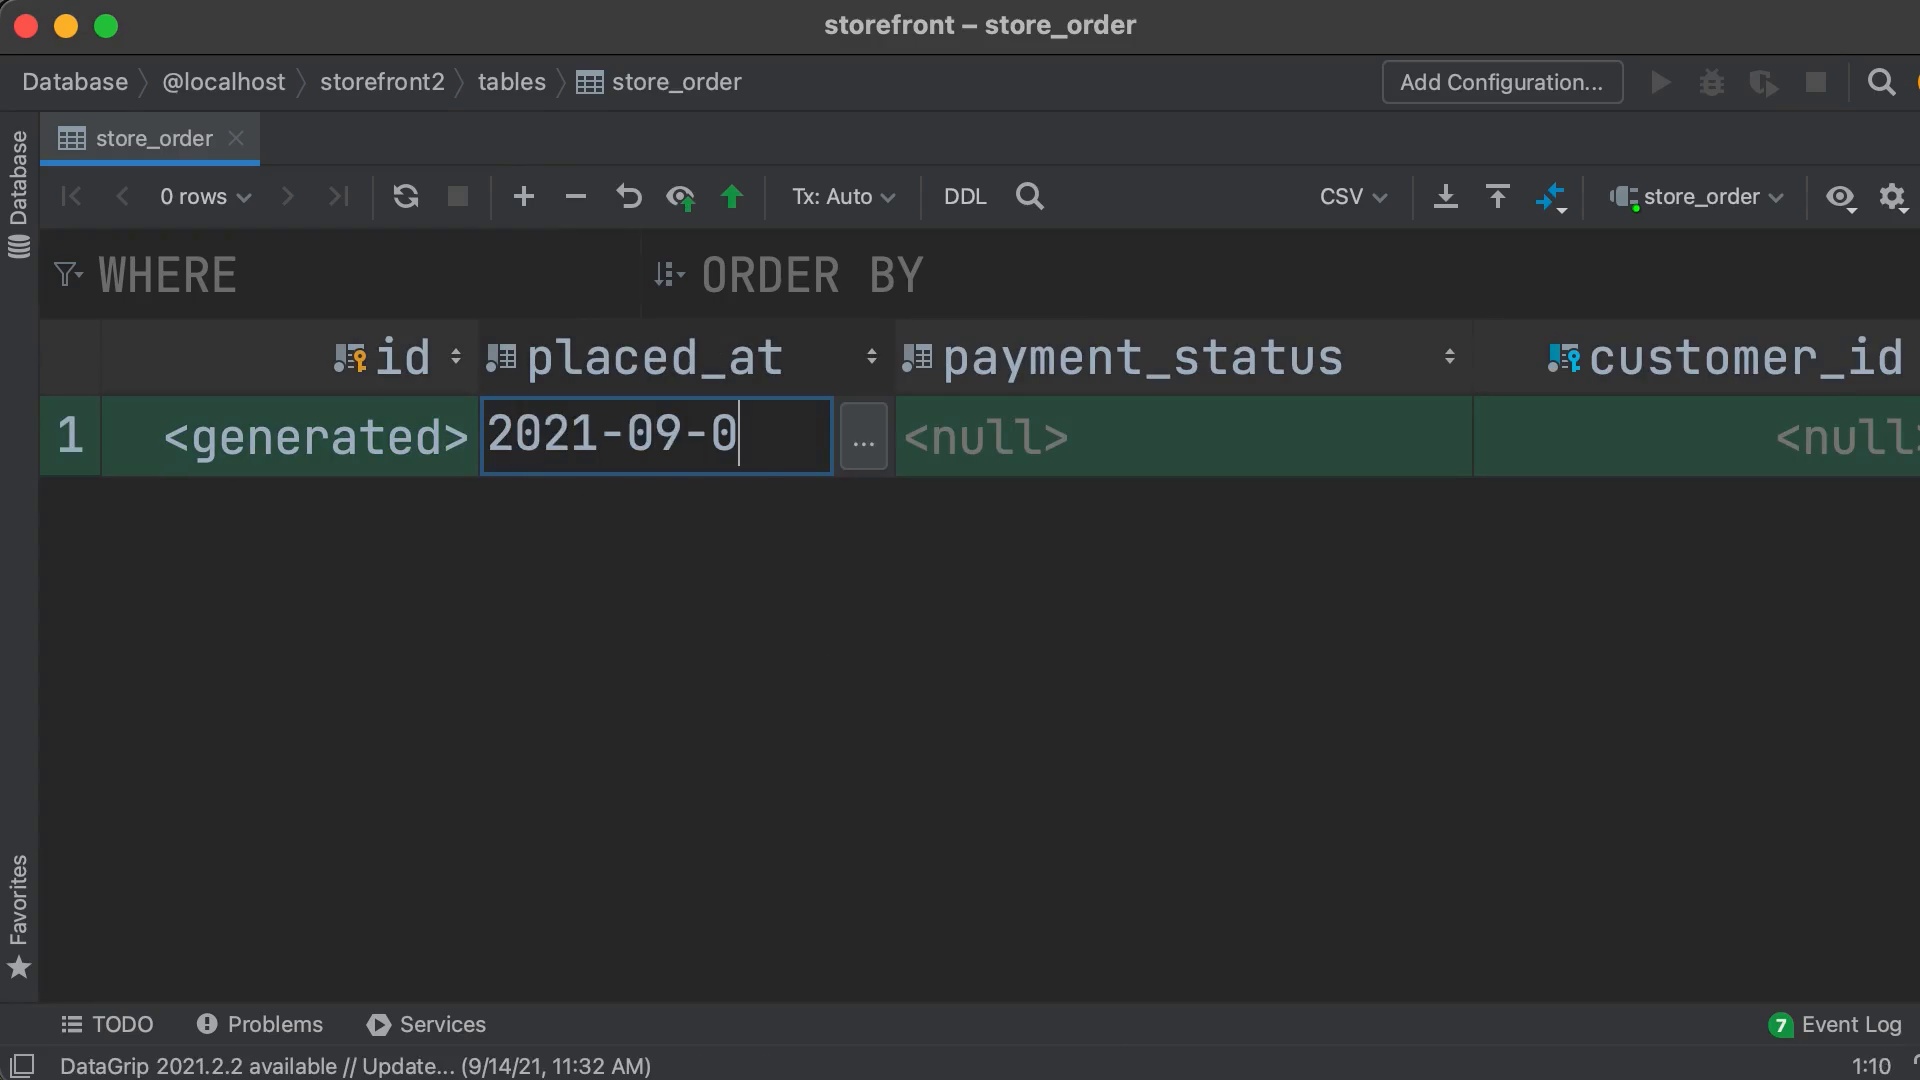 storefront – store_order
Database
@localhost
storefront2
tables
store_order
Add Configuration...
store_order
Database
0 rows
Tx: Auto
DDL
CSV
store_order
WHERE
ORDER BY
id
placed_at
payment_status
customer_id
1
<generated>
2021-09-0
...
<null>
<null
Favorites
TODO
Problems
Services
7
Event Log
DataGrip 2021.2.2 available // Update... (9/14/21, 11:32 AM)
1:10